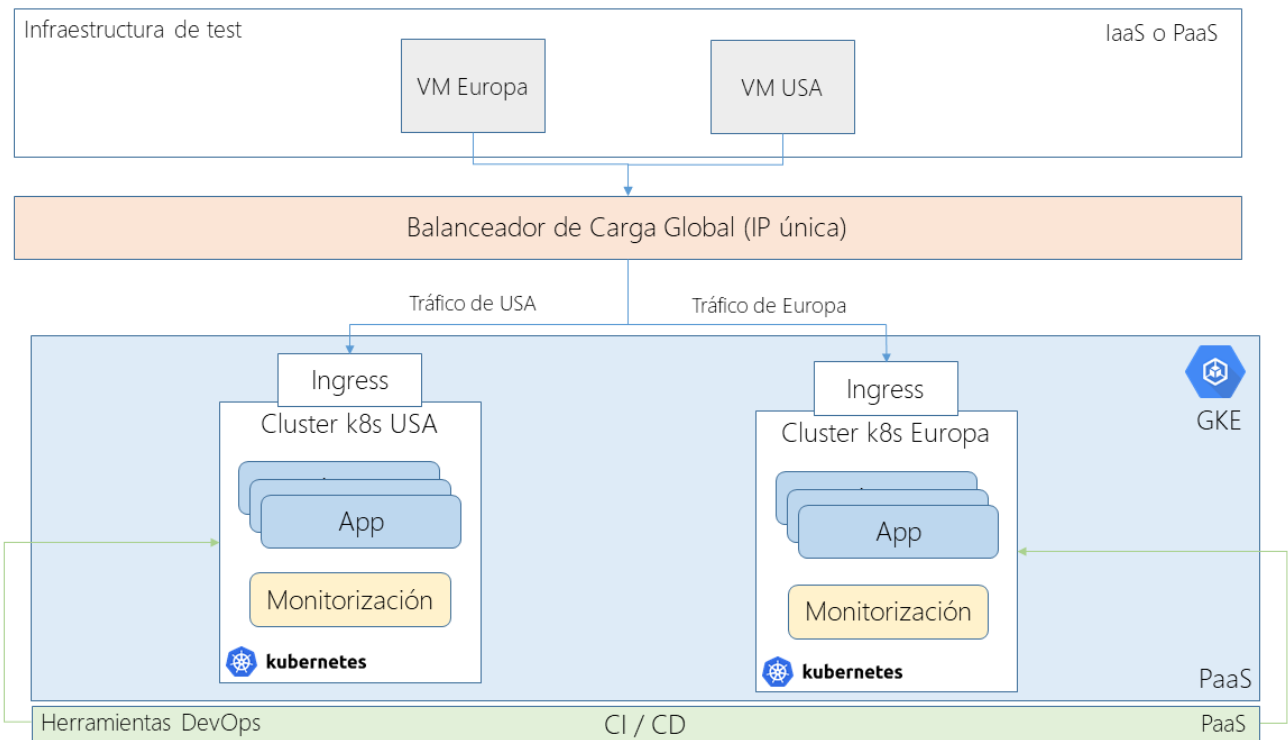 Infraestructura de test
IaaS o PaaS
VM Europa
VM USA
Balanceador de Carga Global (IP única)
Tráfico de USA
Tráfico de Europa
Ingress
Ingress
GKE
Cluster k8s USA
Cluster k8s Europa
App
App
Monitorización
Monitorización
kubernetes
kubernetes
PaaS
Herramientas DevOps
CI / CD
PaaS